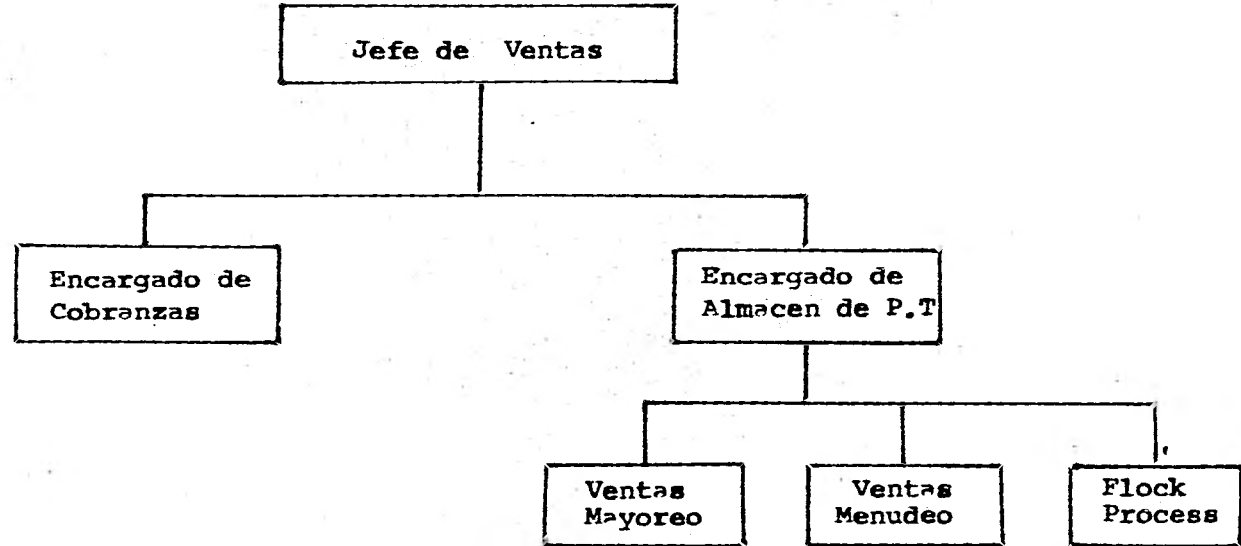 Jefe de Ventas
Encargado de
Cobranzas
Encargado de
Almacen de P.T
Ventas
Mayoreo
Ventas
Menudeo
Flock
Process